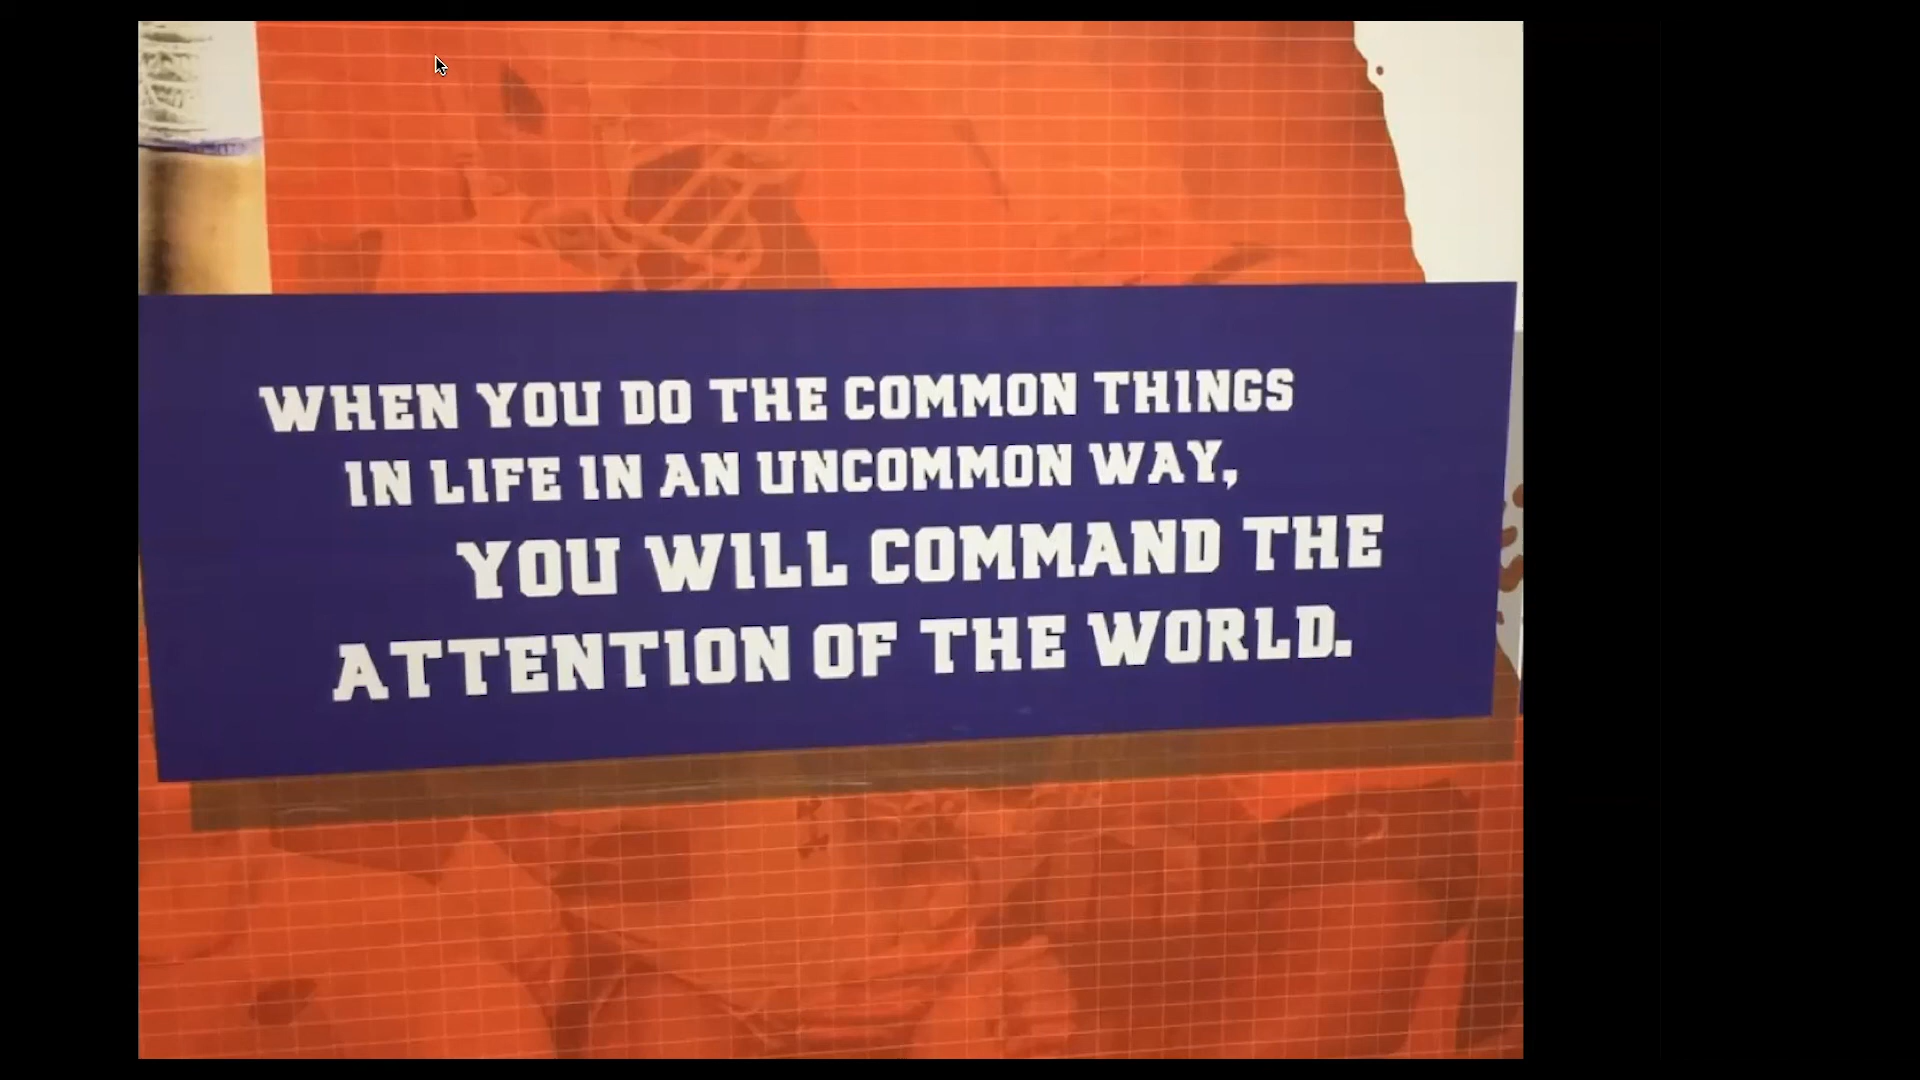 WHEN YOU DO THE COMMON THINGS
IN LIFE IN AN UNCOMMON WAY,
YOU WILL COMMAND THE
ATTENTION OF THE WORLD.